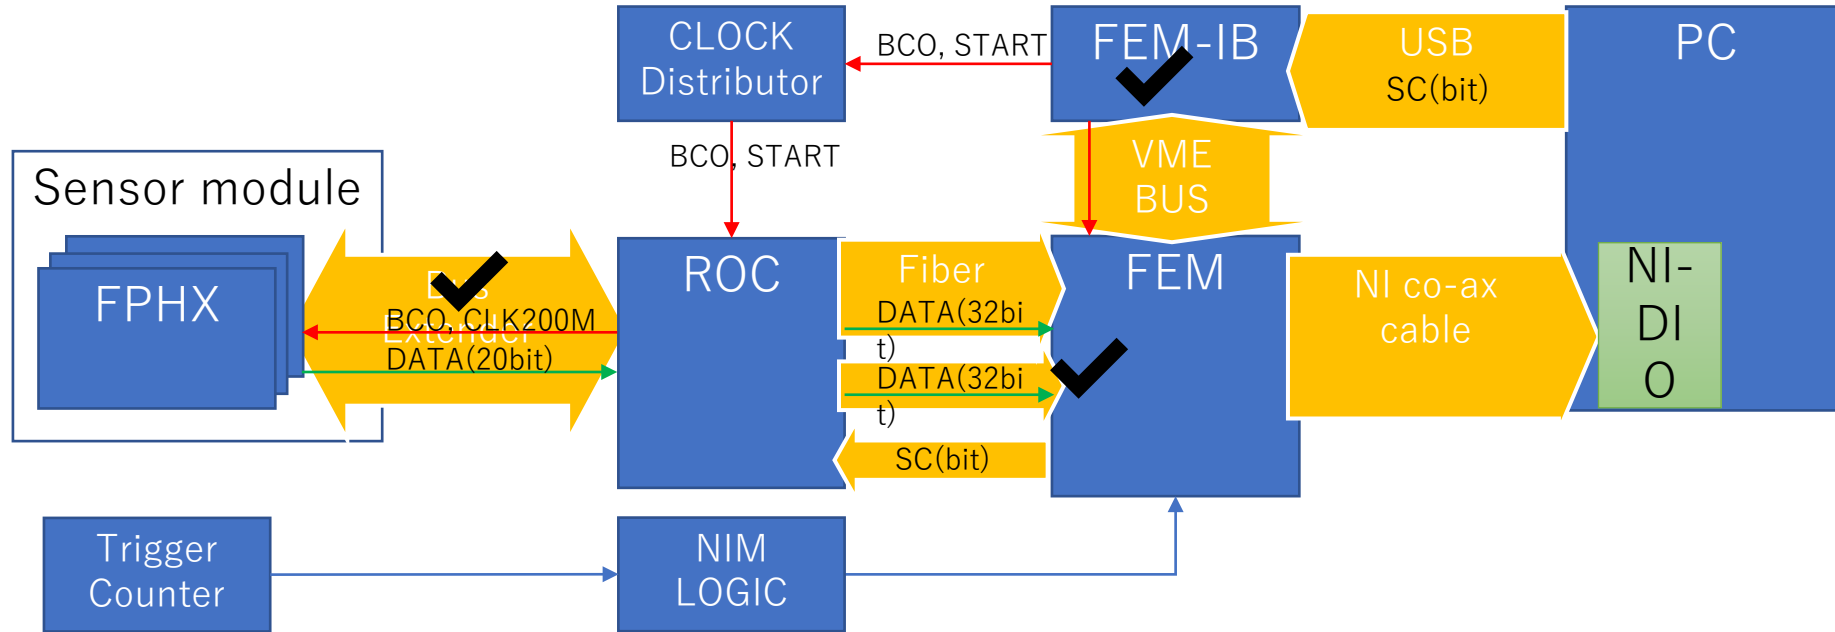 CLOCK
Distributor
BCO, START
FEM-IB
USB
SC(bit)
PC
BCO, START
VME
BUS
Sensor module
FPHX
Extender
BCO, CLK200M
DATA(20bit)
ROC
Fiber
DATA(32bi
t)
DATA(32bi
t)
SC(bit)
FEM
NI co-ax
cable
NI-
DI
O
Trigger
Counter
NIM
LOGIC